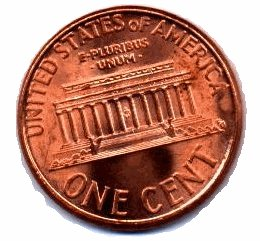 UNITED STATES OF AMERICA
E·PLURIBUS
UNUM·
ONE CENT